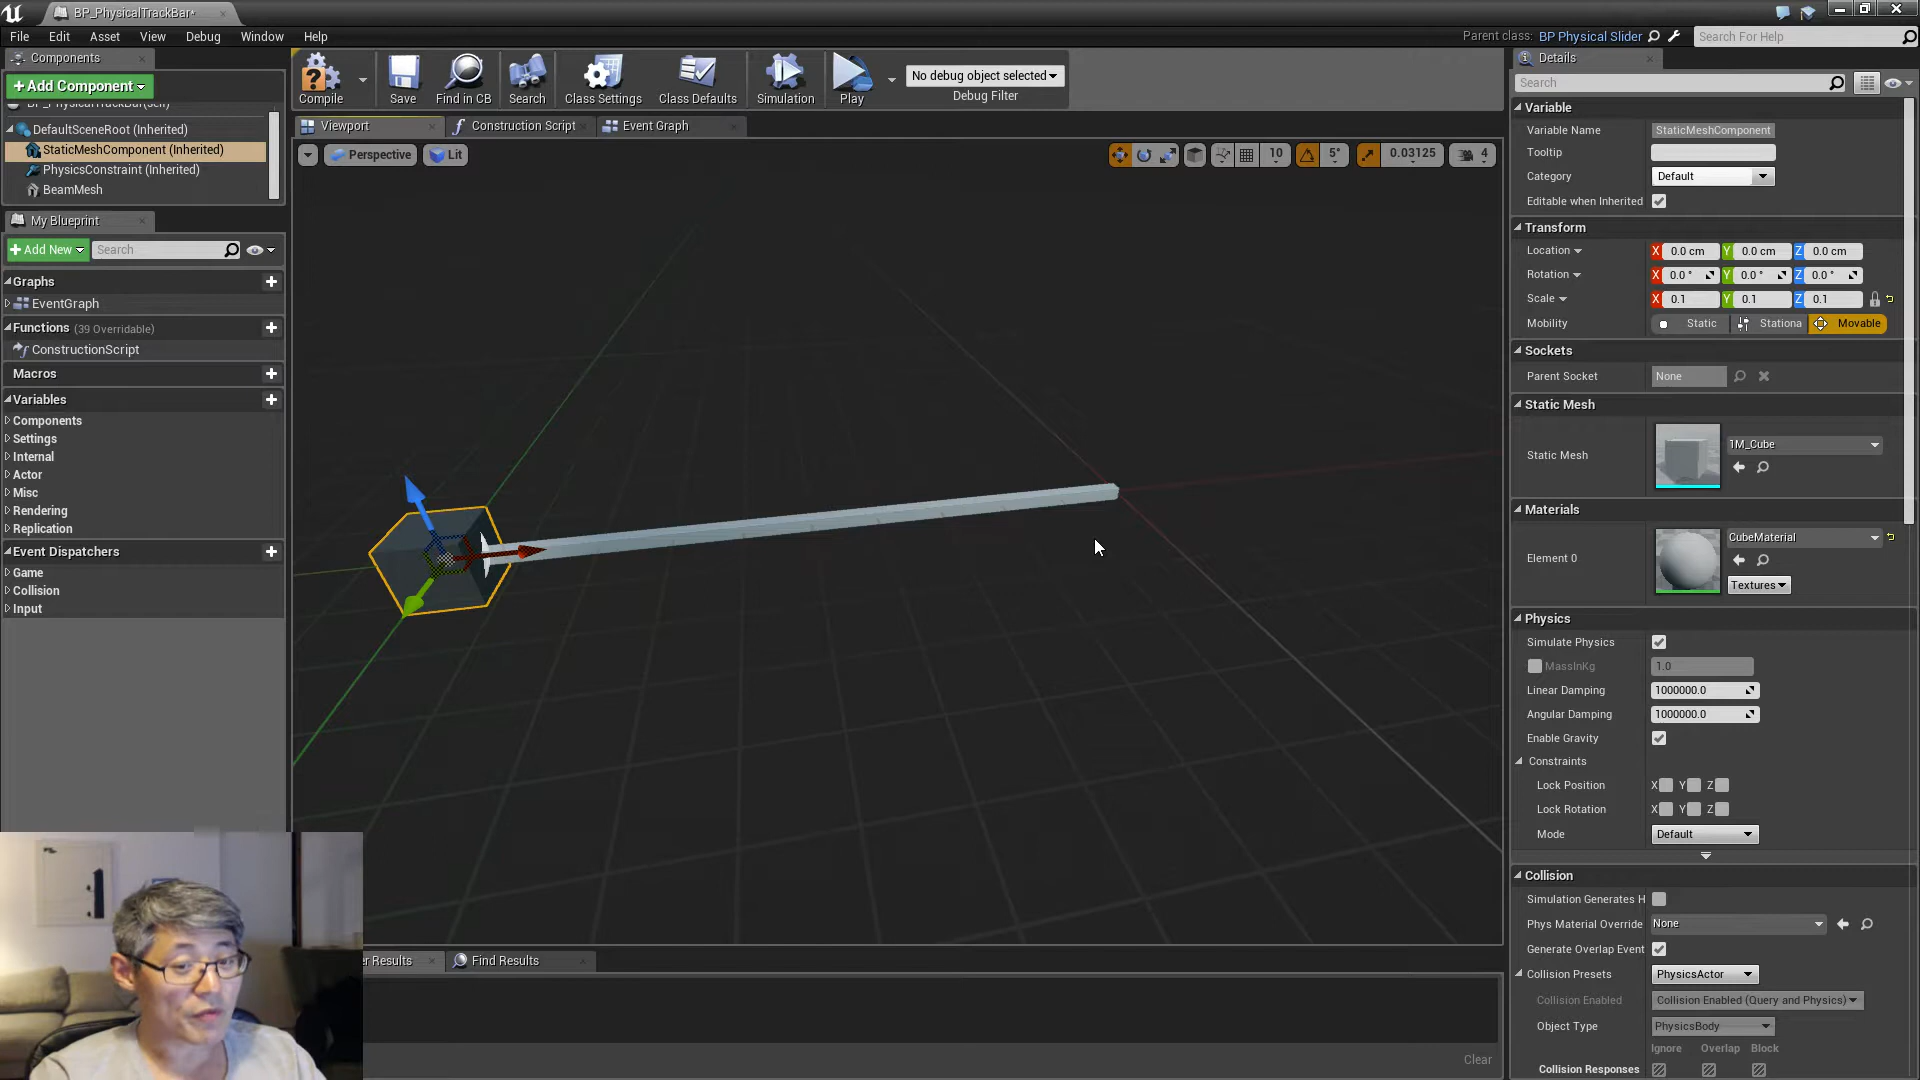 BP_PhysicalTrackBar*
File Edit Asset View Debug Window Help
Parent class: BP Physical Slider
Search For Help
Components
+ Add Component
BP_PhysicalTrackBar(self)
DefaultSceneRoot (Inherited)
StaticMeshComponent (Inherited)
PhysicsConstraint (Inherited)
BeamMesh
My Blueprint
+ Add New
Search
Graphs
EventGraph
Functions (39 Overridable)
ConstructionScript
Macros
Variables
Components
Settings
Internal
Actor
Misc
Rendering
Replication
Event Dispatchers
Game
Collision
Input
Compile
Save
Find in CB
Search
Class Settings
Class Defaults
Simulation
Play
No debug object selected
Debug Filter
Viewport
Construction Script
Event Graph
Perspective
Lit
10
5°
0.03125
4
er Results
Find Results
Clear
Details
Search
Variable
Variable Name StaticMeshComponent
Tooltip
Category Default
Editable when Inherited
Transform
Location X 0.0 cm Y 0.0 cm Z 0.0 cm
Rotation X 0.0 ° Y 0.0 ° Z 0.0 °
Scale X 0.1 Y 0.1 Z 0.1
Mobility Static Stationa Movable
Sockets
Parent Socket None
Static Mesh
Static Mesh 1M_Cube
Materials
Element 0 CubeMaterial
Textures
Physics
Simulate Physics
MassInKg 1.0
Linear Damping 1000000.0
Angular Damping 1000000.0
Enable Gravity
Constraints
Lock Position X Y Z
Lock Rotation X Y Z
Mode Default
Collision
Simulation Generates H
Phys Material Override None
Generate Overlap Event
Collision Presets PhysicsActor
Collision Enabled Collision Enabled (Query and Physics)
Object Type PhysicsBody
Ignore Overlap Block
Collision Responses